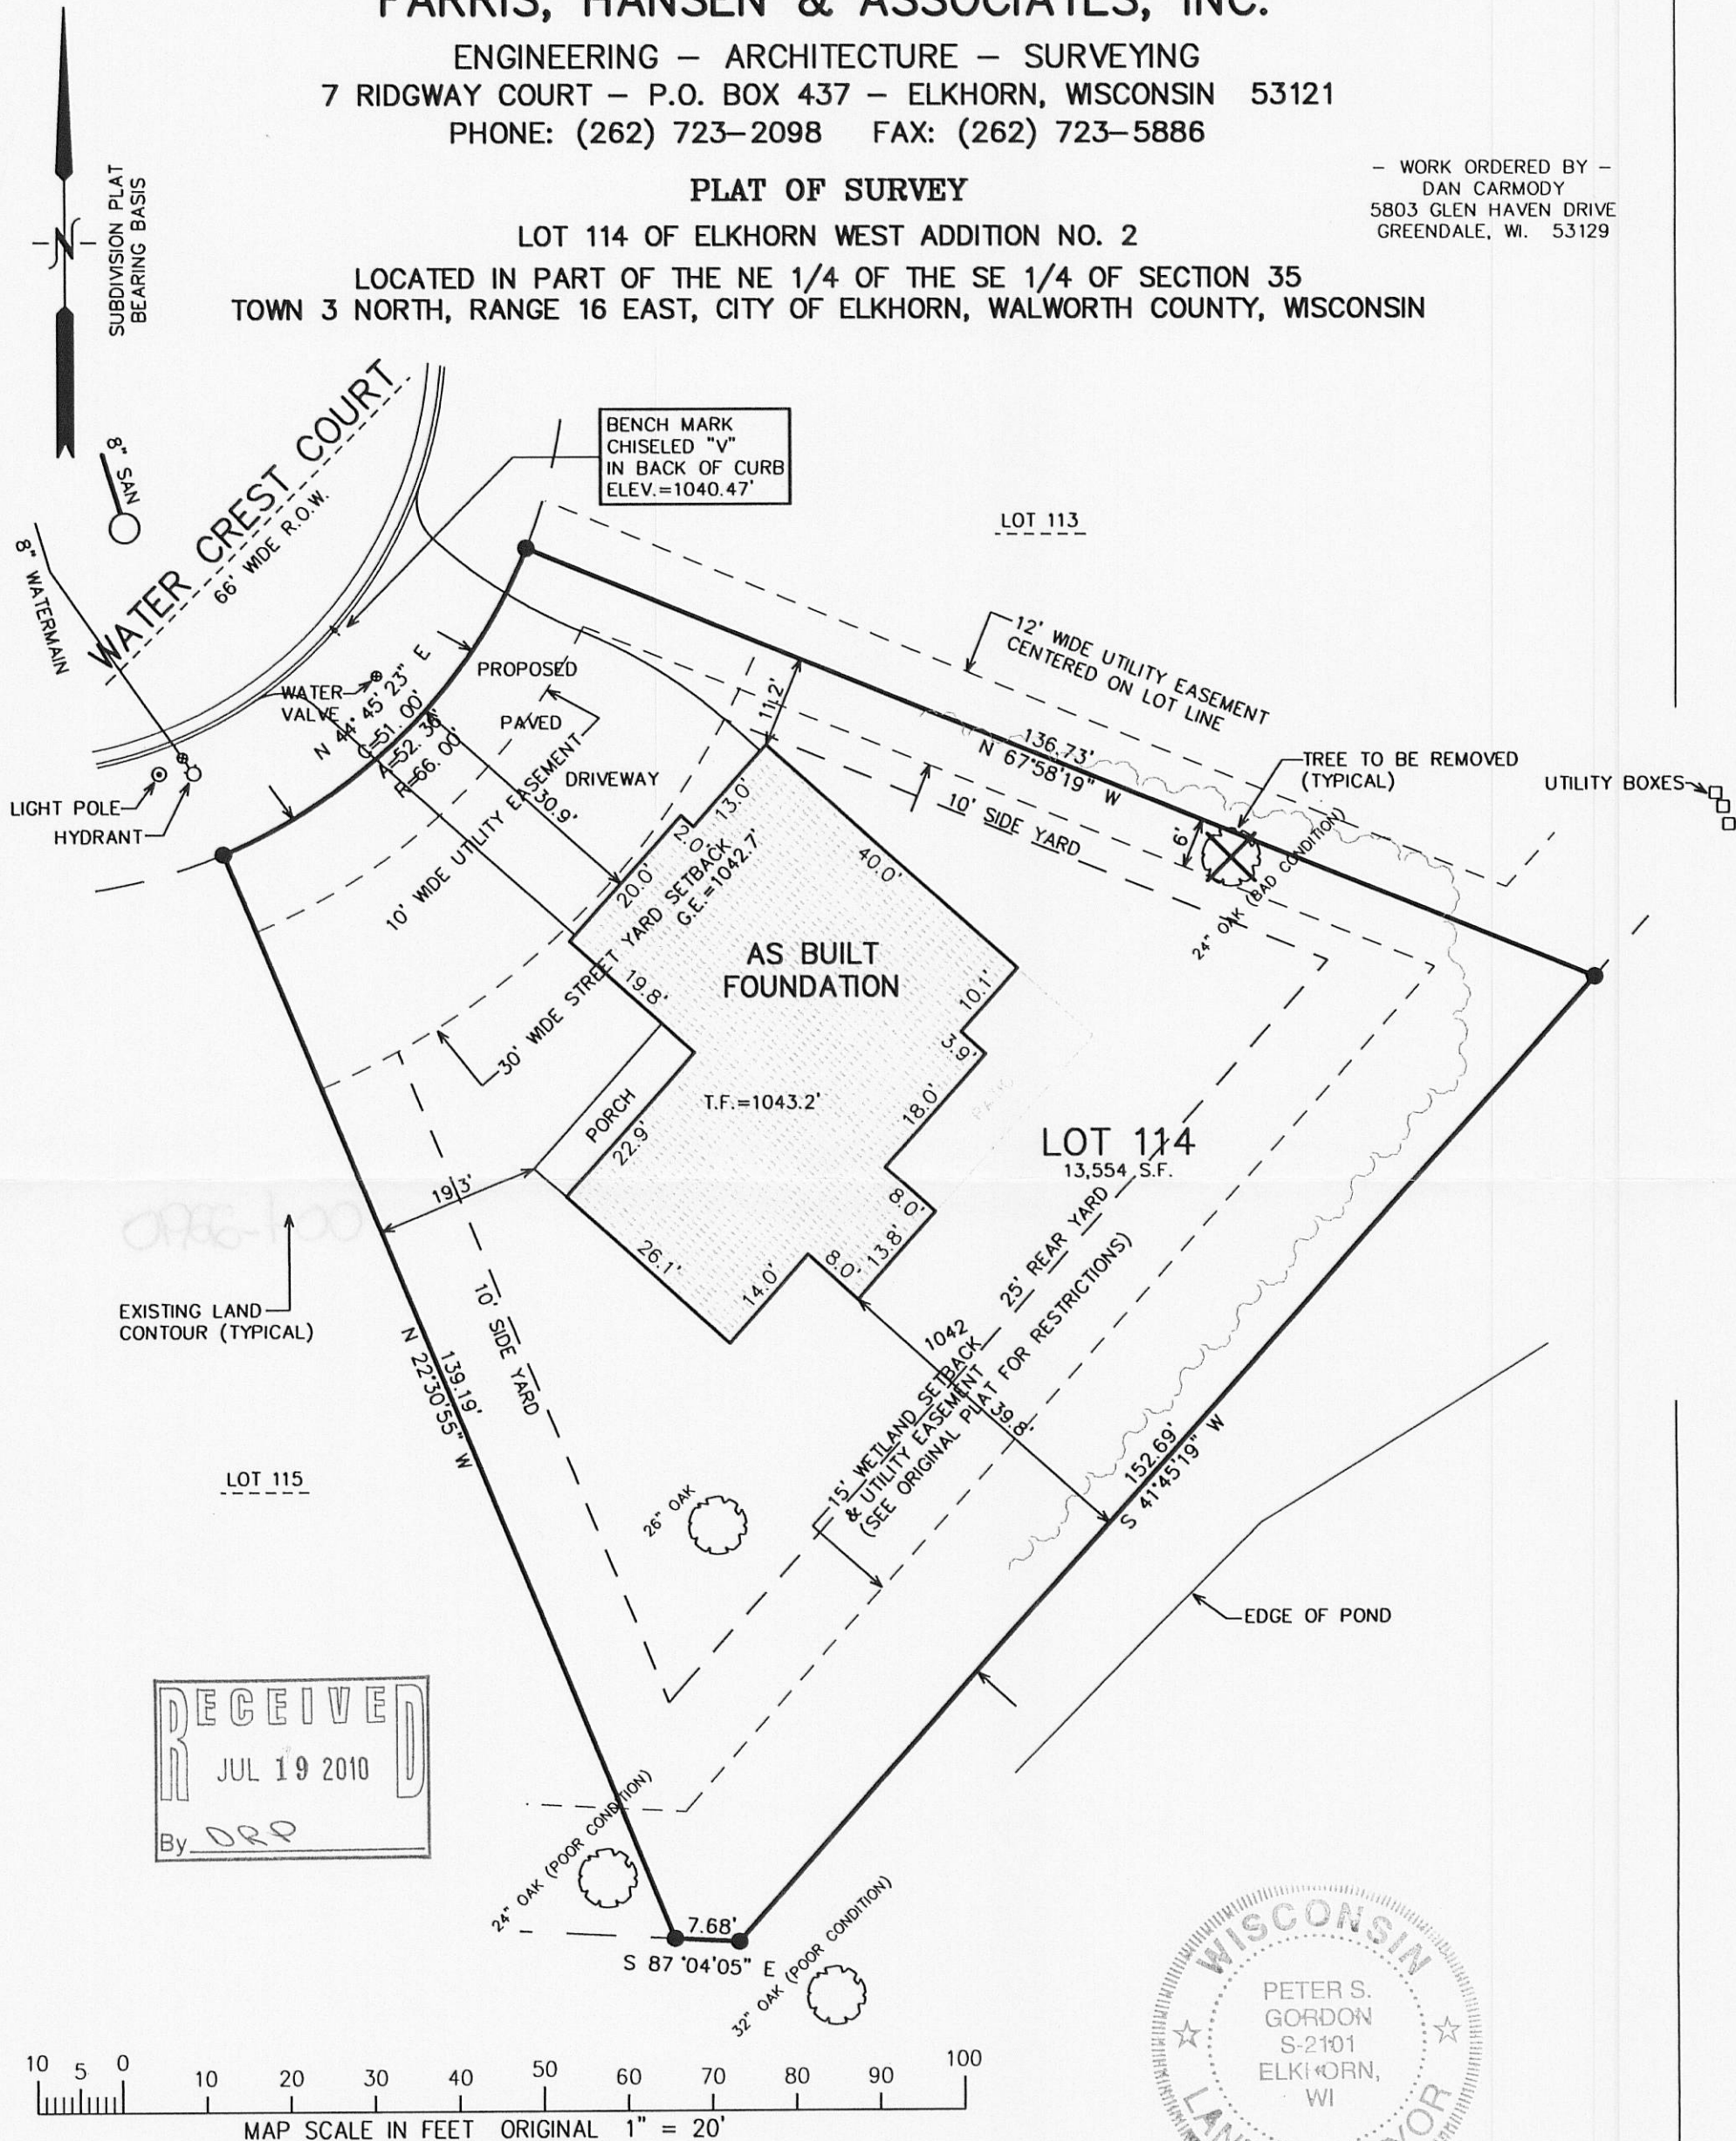 FARRIS, HANSEN & ASSOCIATES, INC.
ENGINEERING – ARCHITECTURE – SURVEYING
7 RIDGWAY COURT – P.O. BOX 437 – ELKHORN, WISCONSIN 53121
PHONE: (262) 723–2098 FAX: (262) 723–5886
PLAT OF SURVEY
LOT 114 OF ELKHORN WEST ADDITION NO. 2
LOCATED IN PART OF THE NE 1/4 OF THE SE 1/4 OF SECTION 35
TOWN 3 NORTH, RANGE 16 EAST, CITY OF ELKHORN, WALWORTH COUNTY, WISCONSIN
– WORK ORDERED BY –
DAN CARMODY
5803 GLEN HAVEN DRIVE
GREENDALE, WI. 53129
N
SUBDIVISION PLAT
BEARING BASIS
8" SAN
8" WATERMAIN
WATER CREST COURT
66' WIDE R.O.W.
BENCH MARK
CHISELED "V"
IN BACK OF CURB
ELEV.=1040.47'
LOT 113
12' WIDE UTILITY EASEMENT
CENTERED ON LOT LINE
136.73'
N 67°58'19" W
TREE TO BE REMOVED
(TYPICAL)
UTILITY BOXES
WATER
VALVE
N 44° 45' 23" E
C=51.00'
A=52.36'
R=66.00'
LIGHT POLE
HYDRANT
PROPOSED
PAVED
DRIVEWAY
10' WIDE UTILITY EASEMENT
30.9'
11.2'
10' SIDE YARD
6'
24" OAK (BAD CONDITION)
13.0'
2.0'
20.0'
40.0'
30' WIDE STREET YARD SETBACK
G.E.=1042.7'
AS BUILT
FOUNDATION
19.8'
10.1'
3.9'
18.0'
T.F.=1043.2'
PORCH
22.9'
19.3'
8.0'
13.8'
8.0'
14.0'
26.1'
LOT 114
13,554 S.F.
25' REAR YARD
15' WETLAND SETBACK
& UTILITY EASEMENT
(SEE ORIGINAL PLAT FOR RESTRICTIONS)
1042
39.8'
EXISTING LAND
CONTOUR (TYPICAL)
10' SIDE YARD
139.19'
N 22°30'55" W
LOT 115
26" OAK
152.69'
S 41°45'19" W
EDGE OF POND
RECEIVED
JUL 19 2010
By DRP
24" OAK (POOR CONDITION)
7.68'
S 87°04'05" E
32" OAK (POOR CONDITION)
10 5 0 10 20 30 40 50 60 70 80 90 100
MAP SCALE IN FEET ORIGINAL 1" = 20'
WISCONSIN
PETER S.
GORDON
S-2101
ELKHORN,
WI